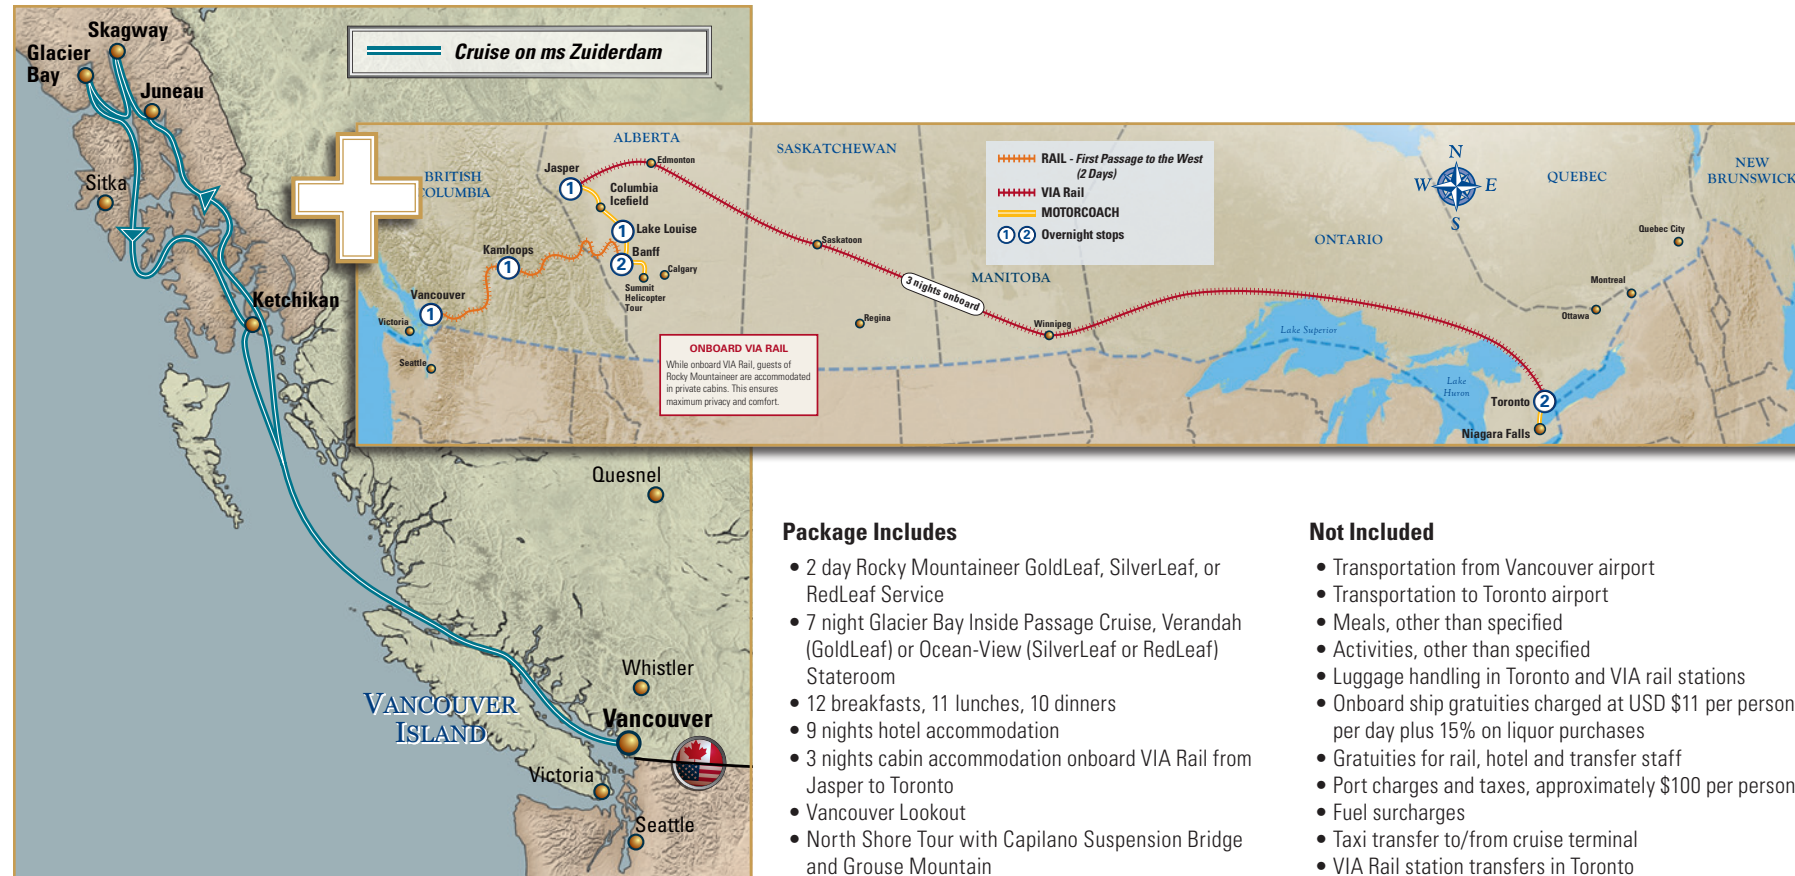 Skagway
Glacier
Bay
Juneau
Sitka
Ketchikan
Cruise on ms Zuiderdam
BRITISH
OLUMBIA
ALBERTA
SASKATCHEWAN
MANITOBA
ONTARIO
QUEBEC
NEW
BRUNSWICK
Jasper
1
Edmonton
Columbia
Icefield
1
Lake Louise
Banff
2
Calgary
Summit
Helicopter
Tour
Kamloops
1
Vancouver
1
Victoria
Seattle
Saskatoon
Regina
3 nights onboard
Winnipeg
Lake Superior
Lake
Huron
Toronto
2
Niagara Falls
Ottawa
Montreal
Quebec City
RAIL - First Passage to the West
(2 Days)
VIA Rail
MOTORCOACH
1 2 Overnight stops
N
W E
S
ONBOARD VIA RAIL
While onboard VIA Rail, guests of
Rocky Mountaineer are accommodated
in private cabins. This ensures
maximum privacy and comfort.
Quesnel
Whistler
Vancouver
VANCOUVER
ISLAND
Victoria
Seattle
Package Includes
• 2 day Rocky Mountaineer GoldLeaf, SilverLeaf, or
RedLeaf Service
• 7 night Glacier Bay Inside Passage Cruise, Verandah
(GoldLeaf) or Ocean-View (SilverLeaf or RedLeaf)
Stateroom
• 12 breakfasts, 11 lunches, 10 dinners
• 9 nights hotel accommodation
• 3 nights cabin accommodation onboard VIA Rail from
Jasper to Toronto
• Vancouver Lookout
• North Shore Tour with Capilano Suspension Bridge
and Grouse Mountain
Not Included
• Transportation from Vancouver airport
• Transportation to Toronto airport
• Meals, other than specified
• Activities, other than specified
• Luggage handling in Toronto and VIA rail stations
• Onboard ship gratuities charged at USD $11 per person
per day plus 15% on liquor purchases
• Gratuities for rail, hotel and transfer staff
• Port charges and taxes, approximately $100 per person
• Fuel surcharges
• Taxi transfer to/from cruise terminal
• VIA Rail station transfers in Toronto